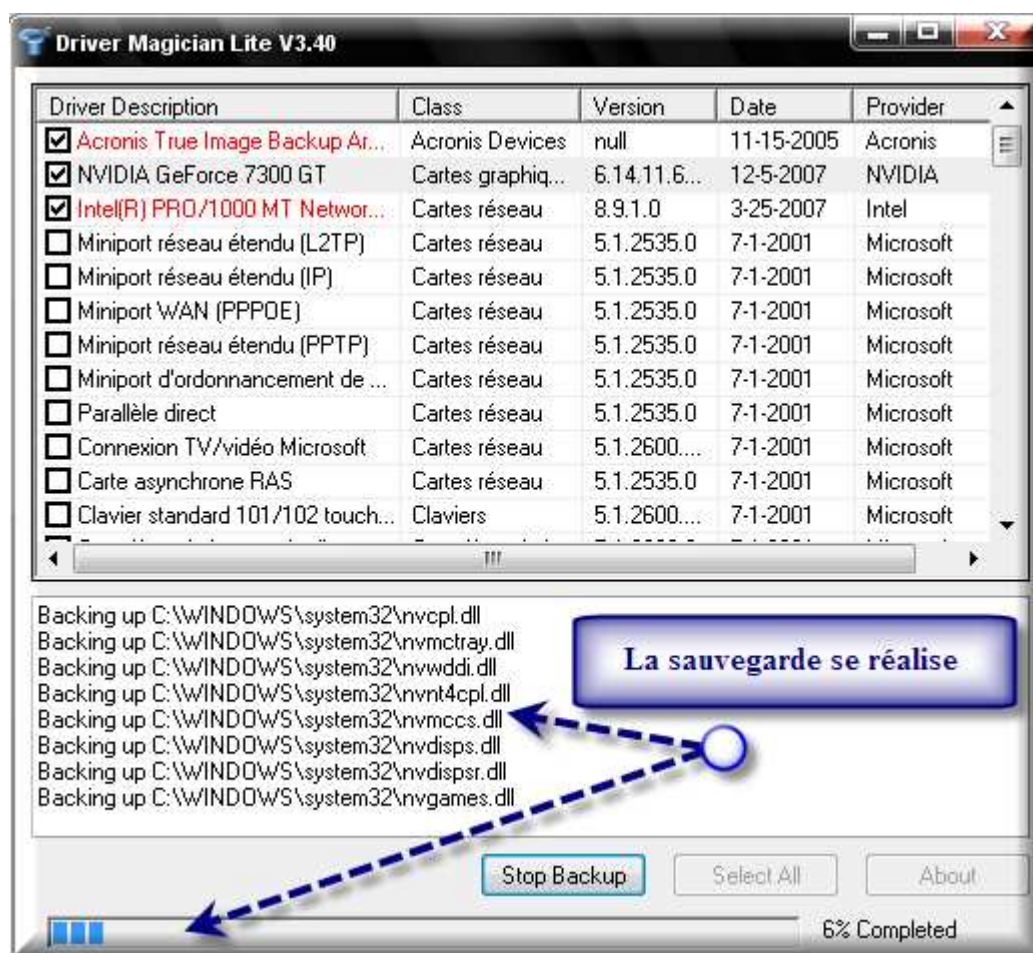 Driver Magician Lite V3.40
Driver Description Class Version Date Provider
Acronis True Image Backup Ar... Acronis Devices null 11-15-2005 Acronis
NVIDIA GeForce 7300 GT Cartes graphiq... 6.14.11.6... 12-5-2007 NVIDIA
Intel(R) PRO/1000 MT Networ... Cartes réseau 8.9.1.0 3-25-2007 Intel
Miniport réseau étendu (L2TP) Cartes réseau 5.1.2535.0 7-1-2001 Microsoft
Miniport réseau étendu (IP) Cartes réseau 5.1.2535.0 7-1-2001 Microsoft
Miniport WAN (PPPOE) Cartes réseau 5.1.2535.0 7-1-2001 Microsoft
Miniport réseau étendu (PPTP) Cartes réseau 5.1.2535.0 7-1-2001 Microsoft
Miniport d'ordonnancement de ... Cartes réseau 5.1.2535.0 7-1-2001 Microsoft
Parallèle direct Cartes réseau 5.1.2535.0 7-1-2001 Microsoft
Connexion TV/vidéo Microsoft Cartes réseau 5.1.2600.... 7-1-2001 Microsoft
Carte asynchrone RAS Cartes réseau 5.1.2535.0 7-1-2001 Microsoft
Clavier standard 101/102 touch... Claviers 5.1.2600.... 7-1-2001 Microsoft
Backing up C:\WINDOWS\system32\nvcpl.dll
Backing up C:\WINDOWS\system32\nvmctray.dll
Backing up C:\WINDOWS\system32\nvwddi.dll
Backing up C:\WINDOWS\system32\nvnt4cpl.dll
Backing up C:\WINDOWS\system32\nvmccs.dll
Backing up C:\WINDOWS\system32\nvdisps.dll
Backing up C:\WINDOWS\system32\nvdispsr.dll
Backing up C:\WINDOWS\system32\nvgames.dll
La sauvegarde se réalise
Stop Backup Select All About
6% Completed